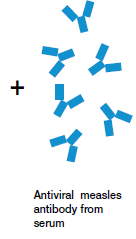 +
Antiviral measles
antibody from
serum